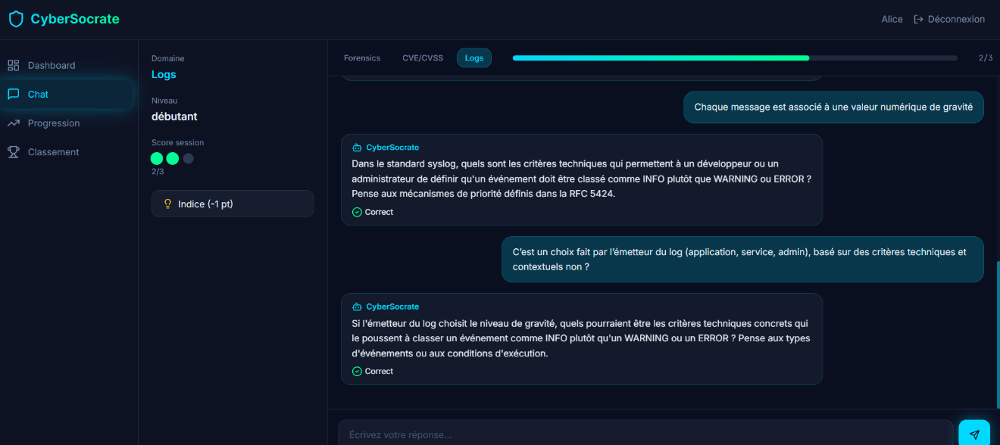 CyberSocrate
Alice
Déconnexion
Dashboard
Chat
Progression
Classement
Domaine
Logs
Niveau
débutant
Score session
2/3
Indice (-1 pt)
Forensics
CVE/CVSS
Logs
2/3
Chaque message est associé à une valeur numérique de gravité
CyberSocrate
Dans le standard syslog, quels sont les critères techniques qui permettent à un développeur ou un
administrateur de définir qu'un événement doit être classé comme INFO plutôt que WARNING ou ERROR ?
Pense aux mécanismes de priorité définis dans la RFC 5424.
Correct
C’est un choix fait par l’émetteur du log (application, service, admin), basé sur des critères techniques et
contextuels non ?
CyberSocrate
Si l'émetteur du log choisit le niveau de gravité, quels pourraient être les critères techniques concrets qui
le poussent à classer un événement comme INFO plutôt qu'un WARNING ou un ERROR ? Pense aux types
d'événements ou aux conditions d'exécution.
Correct
Écrivez votre réponse...